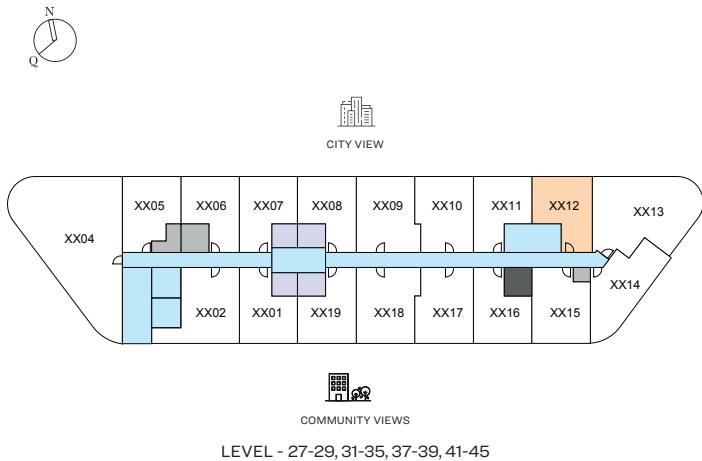 N
Q
CITY VIEW
XX05 XX06 XX07 XX08 XX09 XX10 XX11 XX12
XX04 XX13
XX14
XX02 XX01 XX19 XX18 XX17 XX16 XX15
COMMUNITY VIEWS
LEVEL - 27-29, 31-35, 37-39, 41-45